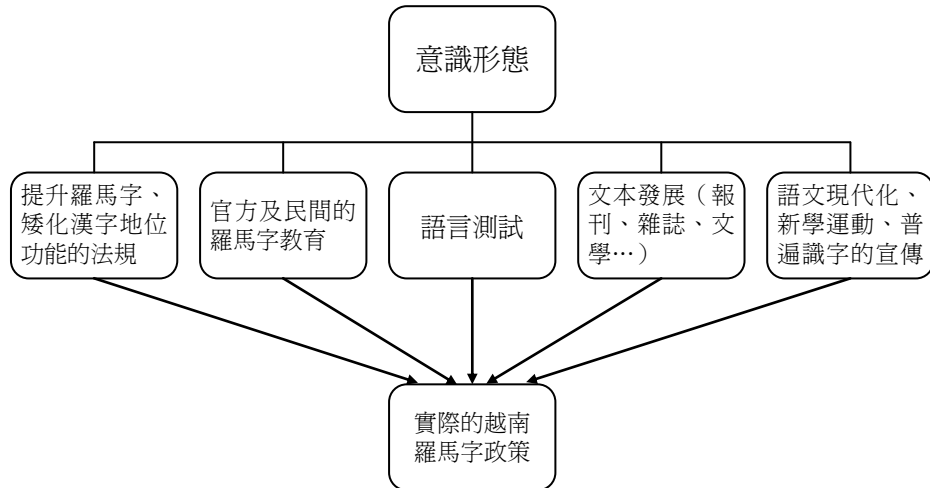 意識形態
提升羅馬字、
矮化漢字地位
功能的法規
官方及民間的
羅馬字教育
語言測試
文本發展（報
刊、雜誌、文
學…）
語文現代化、
新學運動、普
遍識字的宣傳
實際的越南
羅馬字政策